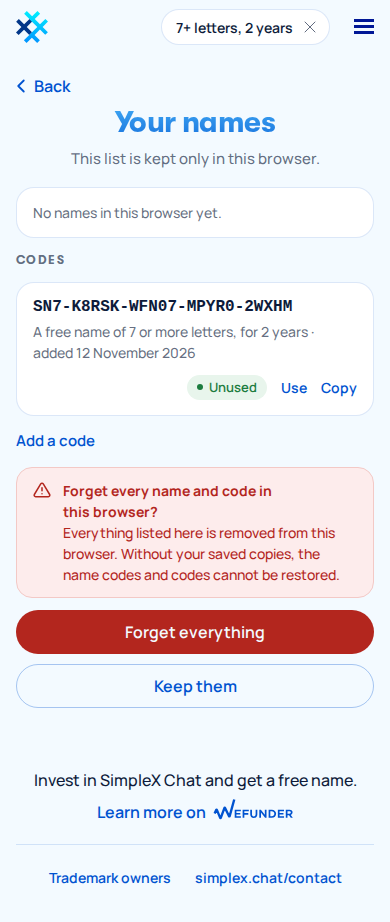 7+ letters, 2 years
Back
Your names
This list is kept only in this browser.
No names in this browser yet.
CODES
SN7-K8RSK-WFN07-MPYR0-2WXHM
A free name of 7 or more letters, for 2 years ·
added 12 November 2026
Unused Use Copy
Add a code
Forget every name and code in
this browser?
Everything listed here is removed from this
browser. Without your saved copies, the
name codes and codes cannot be restored.
Forget everything
Keep them
Invest in SimpleX Chat and get a free name.
Learn more on WEFUNDER
Trademark owners simplex.chat/contact